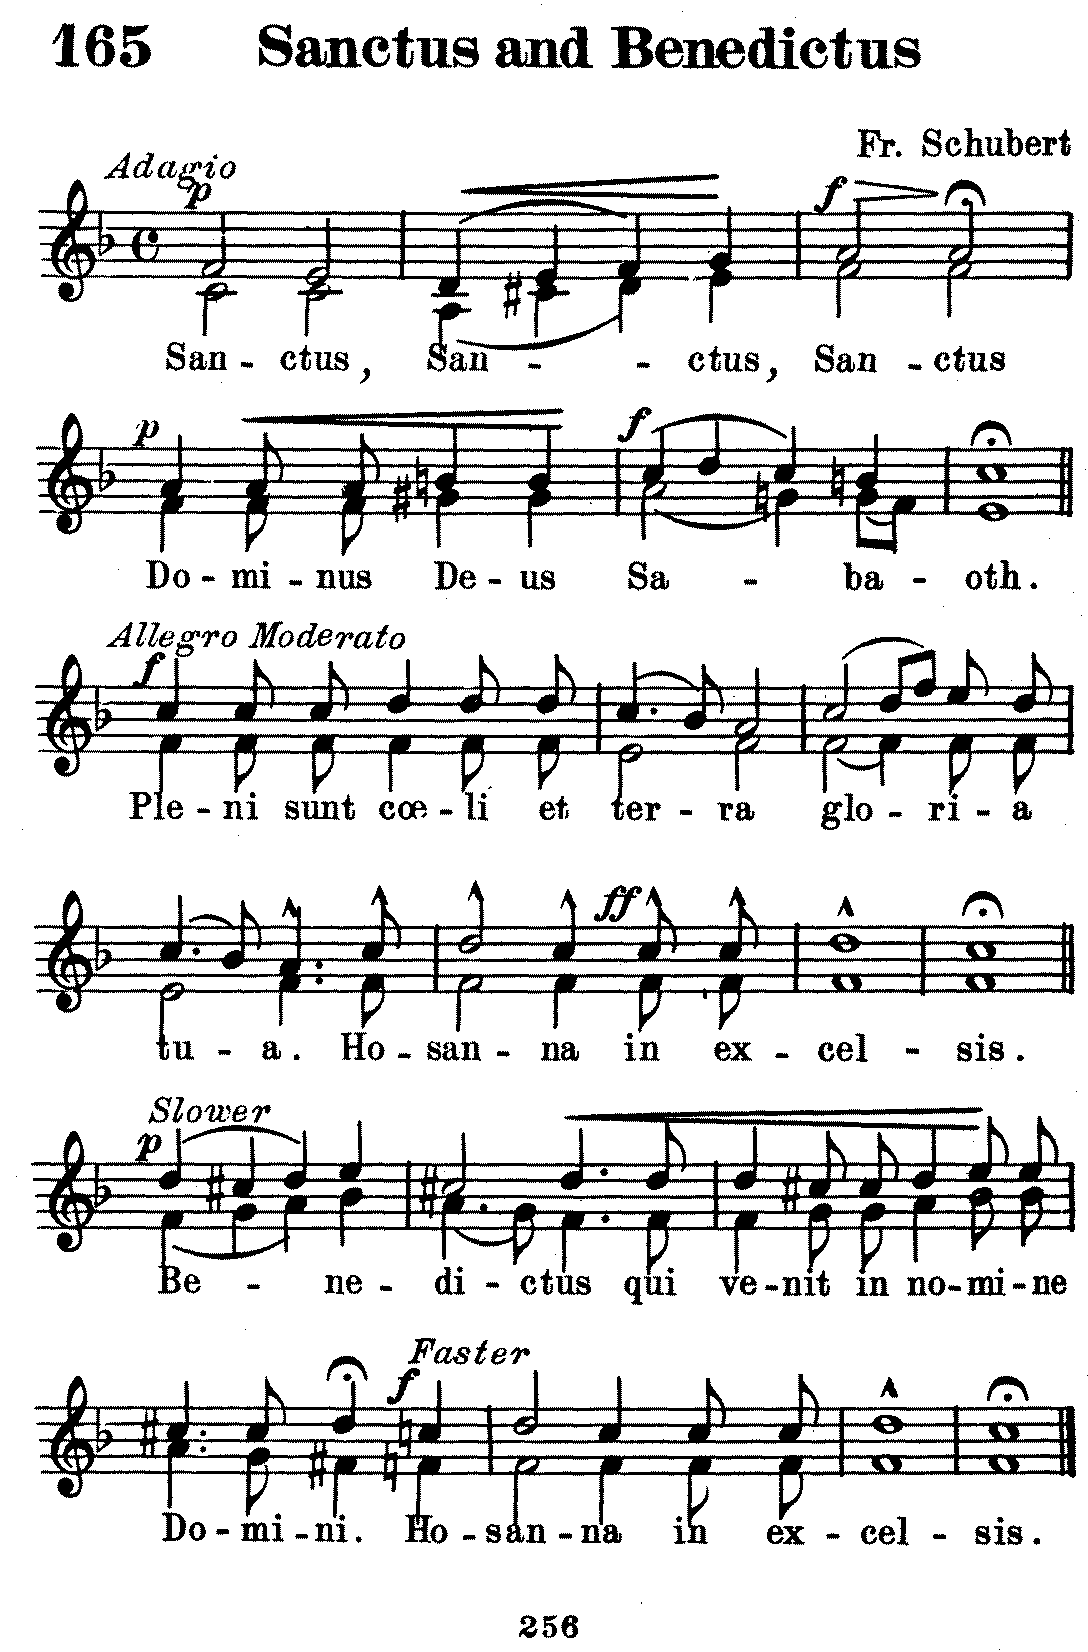 165 Sanctus and Benedictus
Fr. Schubert
Adagio
p f
San - ctus, San - - ctus, San - ctus
p f
Do - mi - nus De - us Sa - ba - oth.
Allegro Moderato
f
Ple - ni sunt cœ - li et ter - ra glo - ri - a
ff
tu - a. Ho - san - na in ex - cel - sis.
Slower
p
Be - ne - di - ctus qui ve - nit in no - mi - ne
Faster
f
Do - mi - ni. Ho - san - na in ex - cel - sis.
256